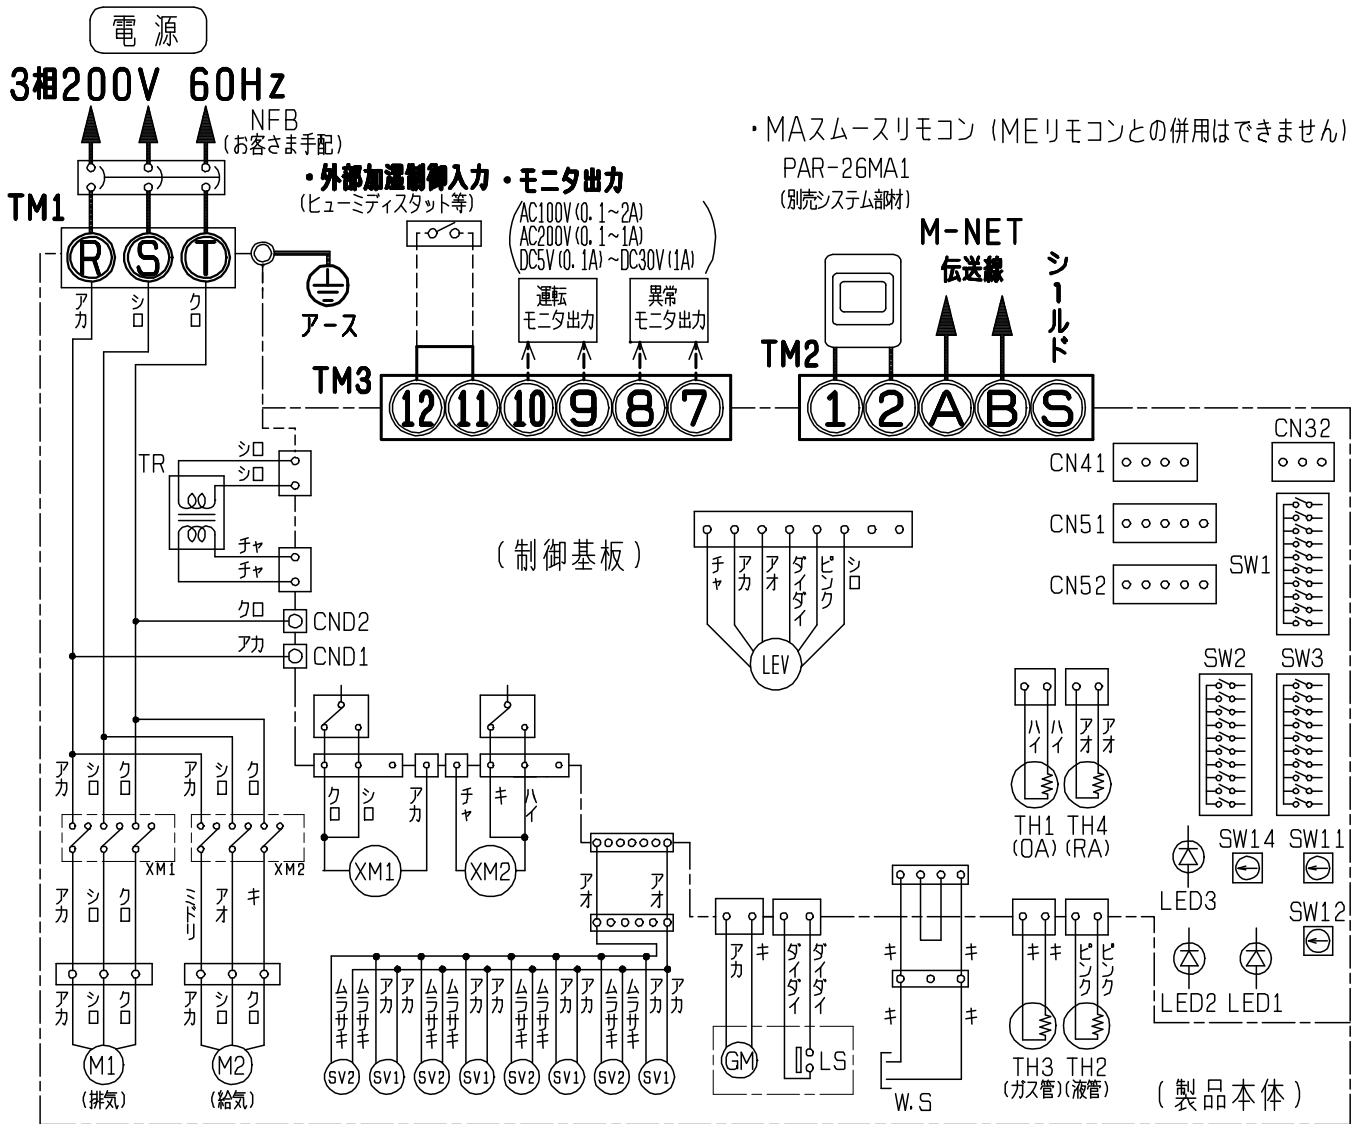 電源
3相200V 60Hz
NFB
(お客さま手配)
・MAスムースリモコン (MEリモコンとの併用はできません)
PAR-26MA1
(別売システム部材)
・外部加湿制御入力
(ヒューミディスタット等)
・モニタ出力
AC100V(0.1~2A)
AC200V(0.1~1A)
DC5V(0.1A)~DC30V(1A)
TM1
R S T
アース
アカ シロ クロ
運転
モニタ出力
異常
モニタ出力
M-NET
伝送線
シールド
TM3
12 11 10 9 8 7
TM2
1 2 A B S
CN41
CN32
CN51
CN52
SW1
TR
シロ
シロ
チャ
チャ
クロ
CND2
アカ
CND1
(制御基板)
チャ アカ アオ ダイダイ ピンク シロ
LEV
SW2 SW3
ハイ ハイ アオ アオ
TH1 TH4
(OA) (RA)
アカ シロ クロ アカ シロ クロ
クロ シロ アカ チャ キ ハイ
XM1 XM2
XM1 XM2
SW14 SW11
LED3
SW12
LED2 LED1
アカ シロ クロ ミドリ アオ キ
アオ アオ
アカ シロ クロ アカ シロ クロ
M1 M2
(排気) (給気)
ムラサキ ムラサキ アカ アカ ムラサキ ムラサキ アカ アカ ムラサキ ムラサキ アカ アカ ムラサキ ムラサキ アカ アカ
SV2 SV1 SV2 SV1 SV2 SV1 SV2 SV1
アカ キ ダイダイ ダイダイ
GM LS
キ キ
キ キ
W.S
キ キ ピンク ピンク
TH3 TH2
(ガス管) (液管)
(製品本体)